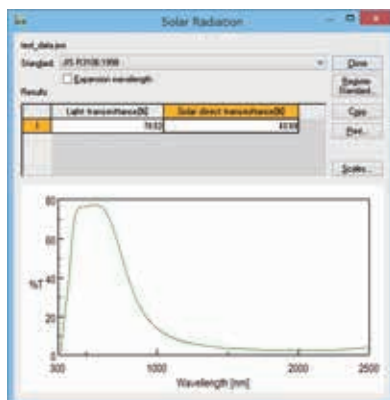 Solar Radiation
test_data.jws
Standard: JIS R3106:1998
Expansion wavelength
Results
Light transmittance[%] Solar direct transmittance[%]
1
Close
Register Standard...
Copy
Print...
Scales...
80
60
40
20
0
%T
300 1000 2000 2500
Wavelength [nm]